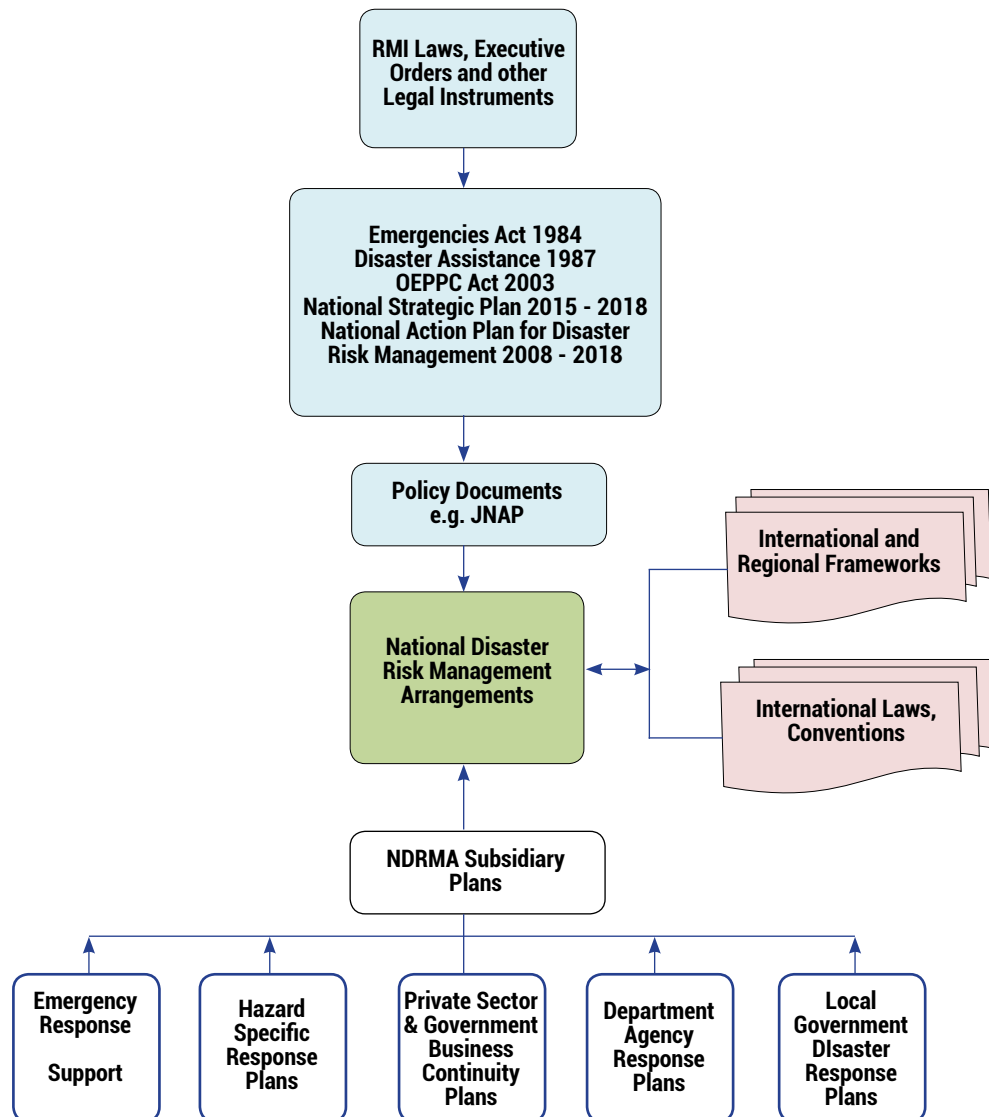 RMI Laws, Executive
Orders and other
Legal Instruments
Emergencies Act 1984
Disaster Assistance 1987
OEPPC Act 2003
National Strategic Plan 2015 - 2018
National Action Plan for Disaster
Risk Management 2008 - 2018
Policy Documents
e.g. JNAP
International and
Regional Frameworks
National Disaster
Risk Management
Arrangements
International Laws,
Conventions
NDRMA Subsidiary
Plans
Emergency
Response
Support
Hazard
Specific
Response
Plans
Private Sector
& Government
Business
Continuity
Plans
Department
Agency
Response
Plans
Local
Government
DIsaster
Response
Plans